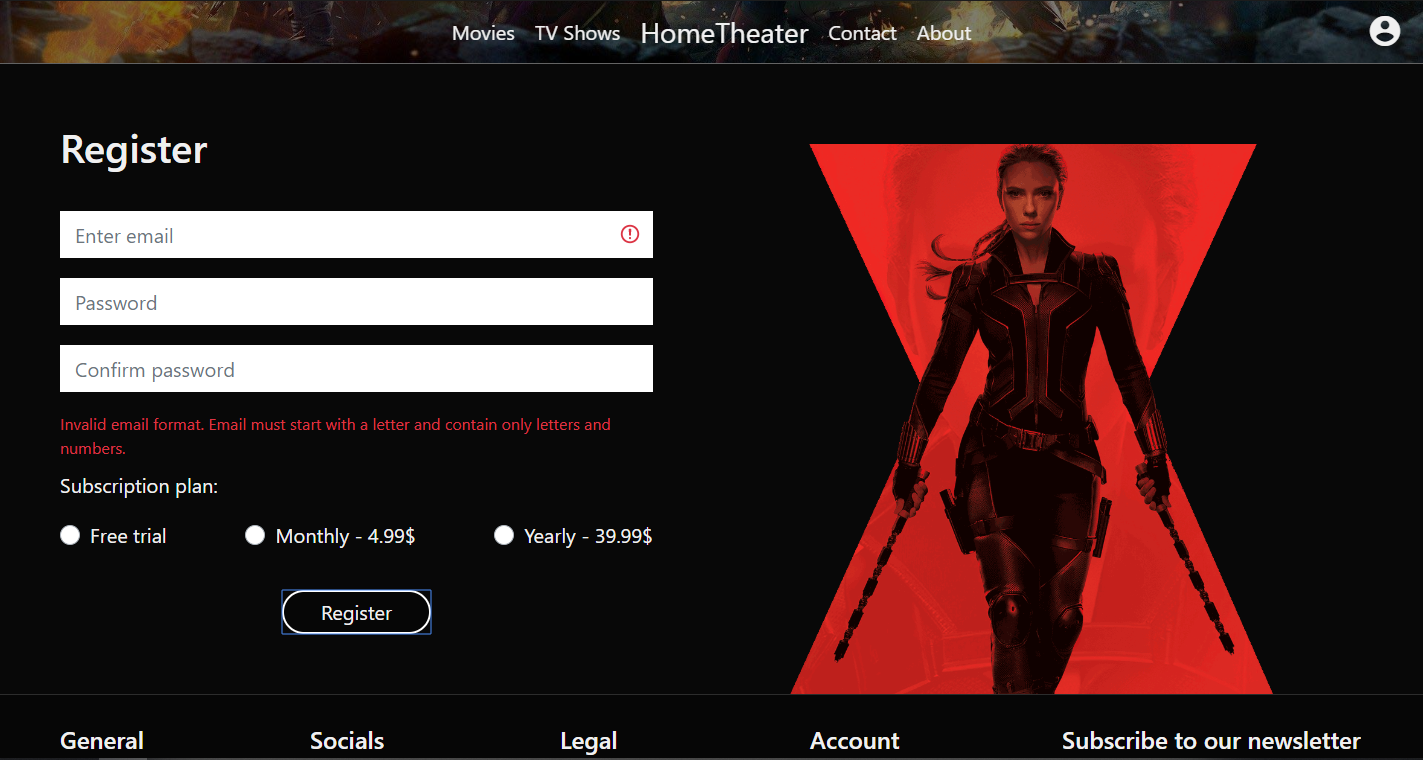 Movies TV Shows HomeTheater Contact About
Register
Enter email
Password
Confirm password
Invalid email format. Email must start with a letter and contain only letters and
numbers.
Subscription plan:
Free trial Monthly - 4.99$ Yearly - 39.99$
Register
General Socials Legal Account Subscribe to our newsletter